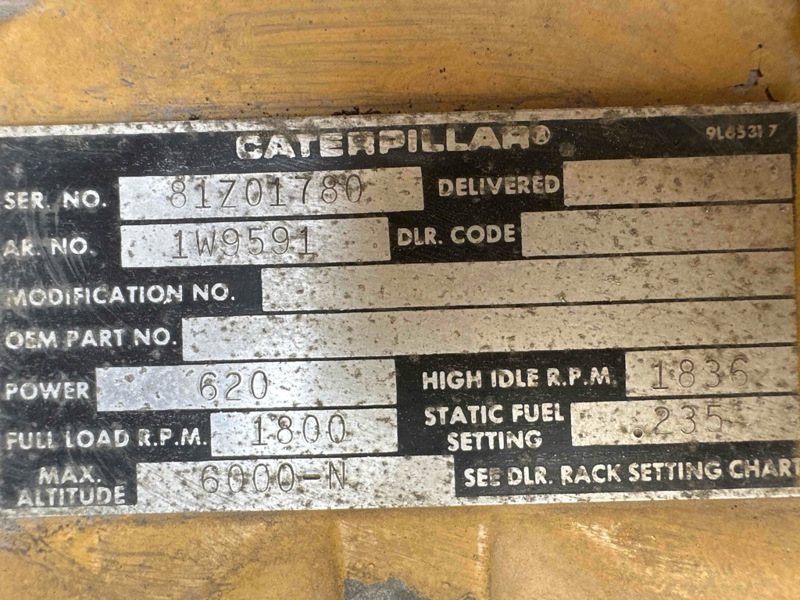 CATERPILLAR® 9L6531 7
SER. NO. 81Z01780 DELIVERED
AR. NO. 1W9591 DLR. CODE
MODIFICATION NO.
OEM PART NO.
POWER 620 HIGH IDLE R.P.M. 1836
FULL LOAD R.P.M. 1800 STATIC FUEL SETTING .235
MAX. ALTITUDE 6000-N SEE DLR. RACK SETTING CHART